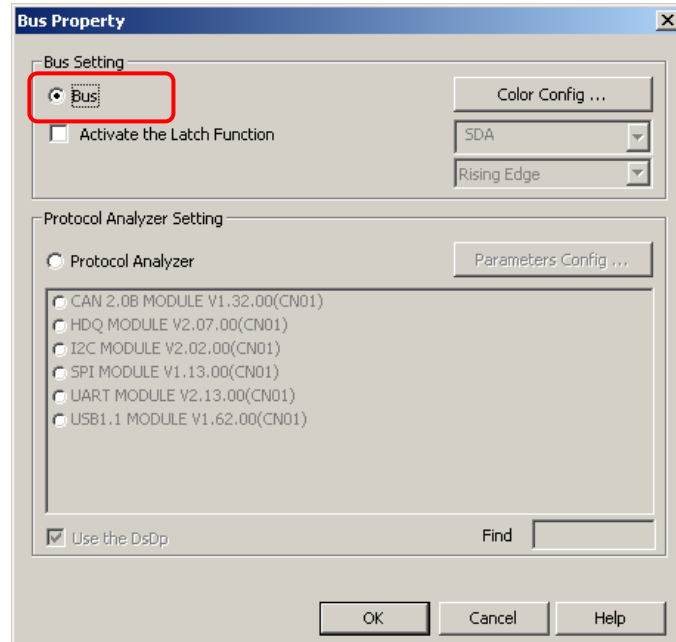 Bus Property
Bus Setting
Bus
Color Config ...
Activate the Latch Function
SDA
Rising Edge
Protocol Analyzer Setting
Protocol Analyzer
Parameters Config ...
CAN 2.0B MODULE V1.32.00(CN01)
HDQ MODULE V2.07.00(CN01)
I2C MODULE V2.02.00(CN01)
SPI MODULE V1.13.00(CN01)
UART MODULE V2.13.00(CN01)
USB1.1 MODULE V1.62.00(CN01)
Use the DsDp
Find
OK
Cancel
Help